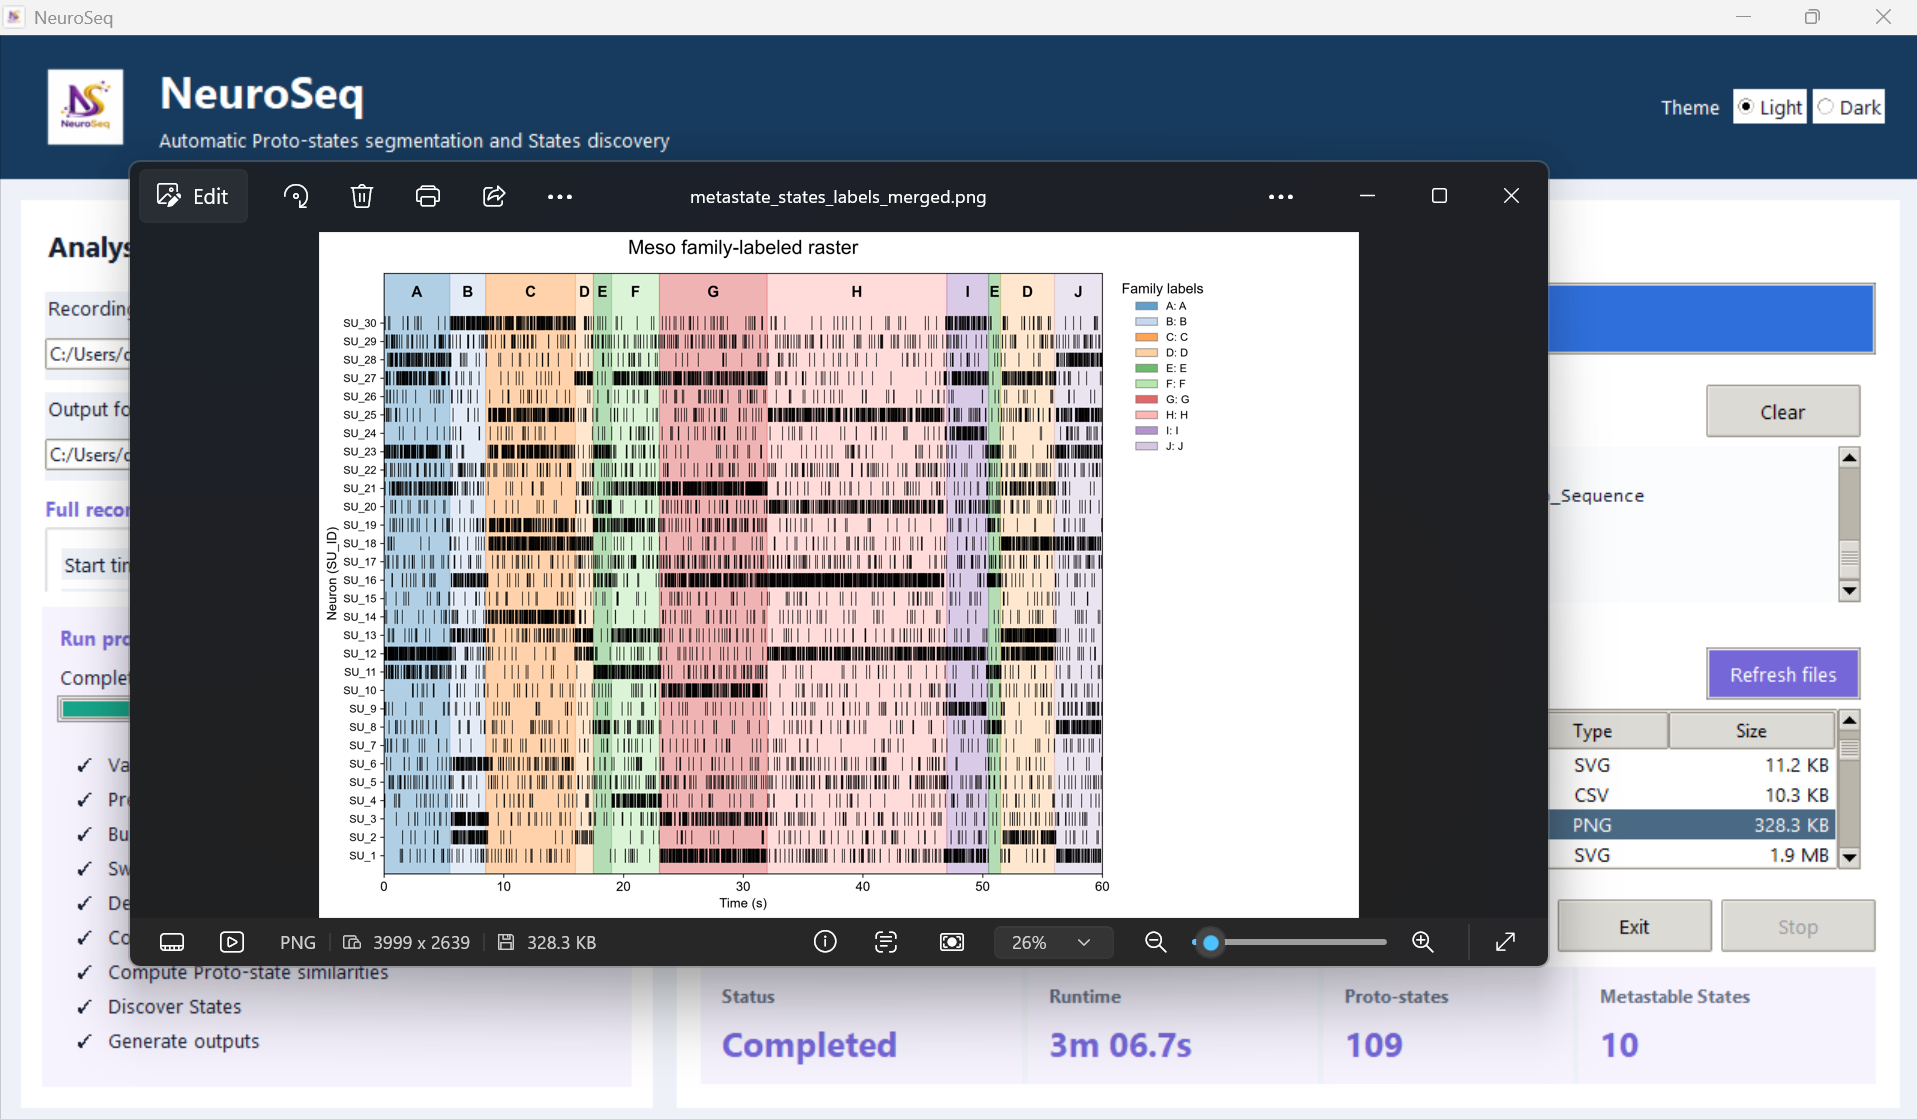 NeuroSeq
NeuroSeq
NeuroSeq
Automatic Proto-states segmentation and States discovery
Theme Light Dark
Edit
metastate_states_labels_merged.png
Recording
C:/Users/
Output fo
C:/Users/
Full recor
Start tim
Run pro
Complet
Meso family-labeled raster
A B C D E F G H I E D J
Neuron (SU_ID)
SU_30
SU_29
SU_28
SU_27
SU_26
SU_25
SU_24
SU_23
SU_22
SU_21
SU_20
SU_19
SU_18
SU_17
SU_16
SU_15
SU_14
SU_13
SU_12
SU_11
SU_10
SU_9
SU_8
SU_7
SU_6
SU_5
SU_4
SU_3
SU_2
SU_1
0 10 20 30 40 50 60
Time (s)
Family labels
A: A
B: B
C: C
D: D
E: E
F: F
G: G
H: H
I: I
J: J
PNG 3999 x 2639 328.3 KB
26%
Clear
_Sequence
Refresh files
Type Size
SVG 11.2 KB
CSV 10.3 KB
PNG 328.3 KB
SVG 1.9 MB
Exit Stop
Compute Proto-state similarities
Discover States
Generate outputs
Status
Completed
Runtime
3m 06.7s
Proto-states
109
Metastable States
10